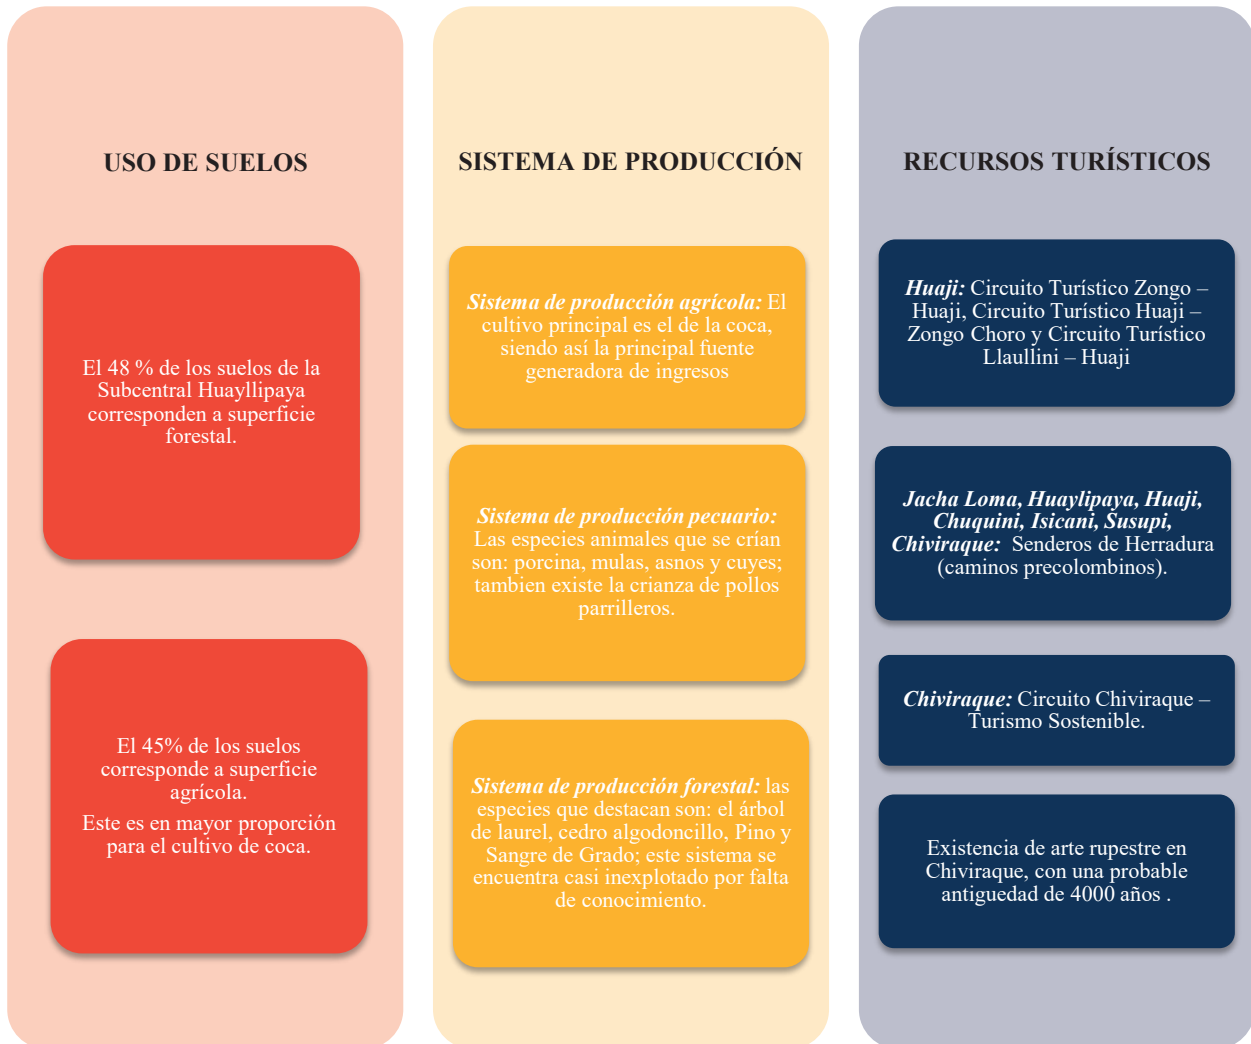 USO DE SUELOS
El 48 % de los suelos de la
Subcentral Huayllipaya
corresponden a superficie
forestal.
El 45% de los suelos
corresponde a superficie
agrícola.
Este es en mayor proporción
para el cultivo de coca.
SISTEMA DE PRODUCCIÓN
Sistema de producción agrícola: El
cultivo principal es el de la coca,
siendo así la principal fuente
generadora de ingresos
Sistema de producción pecuario:
Las especies animales que se crían
son: porcina, mulas, asnos y cuyes;
tambien existe la crianza de pollos
parrilleros.
Sistema de producción forestal: las
especies que destacan son: el árbol
de laurel, cedro algodoncillo, Pino y
Sangre de Grado; este sistema se
encuentra casi inexplotado por falta
de conocimiento.
RECURSOS TURÍSTICOS
Huaji: Circuito Turístico Zongo –
Huaji, Circuito Turístico Huaji –
Zongo Choro y Circuito Turístico
Llaullini – Huaji
Jacha Loma, Huaylipaya, Huaji,
Chuquini, Isicani, Susupi,
Chiviraque: Senderos de Herradura
(caminos precolombinos).
Chiviraque: Circuito Chiviraque –
Turismo Sostenible.
Existencia de arte rupestre en
Chiviraque, con una probable
antiguedad de 4000 años .